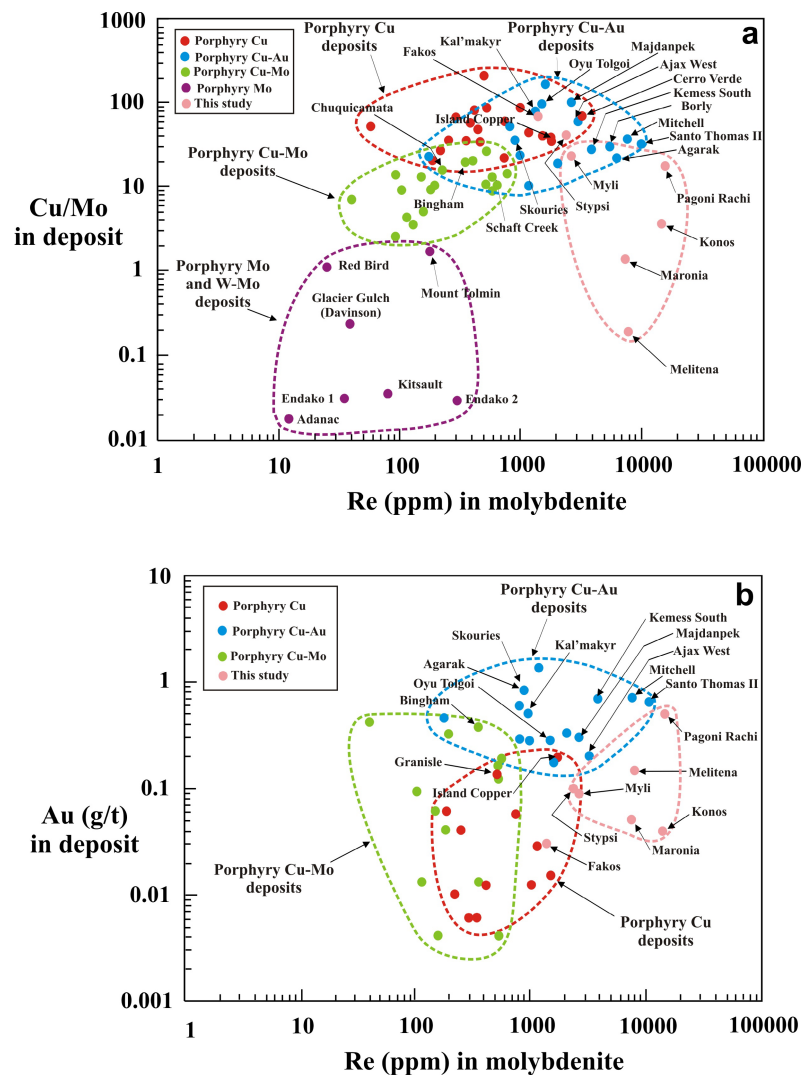 a
Porphyry Cu
Porphyry Cu-Au
Porphyry Cu-Mo
Porphyry Mo
This study
Porphyry Cu
deposits
Porphyry Cu-Au
deposits
Kal'makyr
Fakos
Oyu Tolgoi
Majdanpek
Ajax West
Cerro Verde
Kemess South
Borly
Mitchell
Santo Thomas II
Agarak
Chuquicamata
Island Copper
Porphyry Cu-Mo
deposits
Bingham
Skouries
Schaft Creek
Stypsi
Myli
Pagoni Rachi
Konos
Maronia
Melitena
Porphyry Mo
and W-Mo
deposits
Red Bird
Mount Tolmin
Glacier Gulch
(Davinson)
Endako 1
Kitsault
Endako 2
Adanac
1000
100
10
1
0.1
0.01
Cu/Mo
in deposit
1
10
100
1000
10000
100000
Re (ppm) in molybdenite
b
Porphyry Cu
Porphyry Cu-Au
Porphyry Cu-Mo
This study
Porphyry Cu-Au
deposits
Skouries
Kal'makyr
Kemess South
Majdanpek
Ajax West
Mitchell
Santo Thomas II
Agarak
Oyu Tolgoi
Bingham
Granisle
Island Copper
Pagoni Rachi
Melitena
Myli
Stypsi
Konos
Maronia
Fakos
Porphyry Cu-Mo
deposits
Porphyry Cu
deposits
10
1
0.1
0.01
0.001
Au (g/t)
in deposit
1
10
100
1000
10000
100000
Re (ppm) in molybdenite